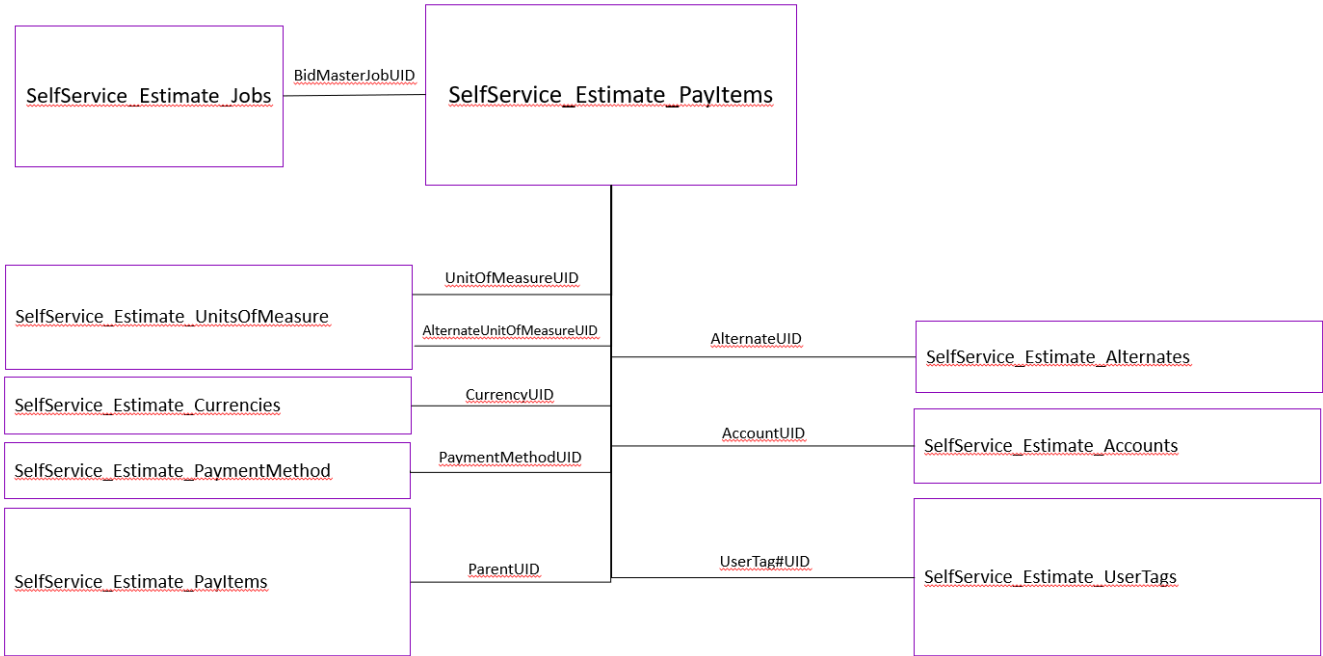 BidMasterJobUID
SelfService_Estimate_Jobs
SelfService_Estimate_PayItems
UnitOfMeasureUID
SelfService_Estimate_UnitsOfMeasure
AlternateUnitOfMeasureUID
AlternateUID
SelfService_Estimate_Alternates
CurrencyUID
SelfService_Estimate_Currencies
AccountUID
SelfService_Estimate_Accounts
PaymentMethodUID
SelfService_Estimate_PaymentMethod
ParentUID
SelfService_Estimate_PayItems
UserTag#UID
SelfService_Estimate_UserTags